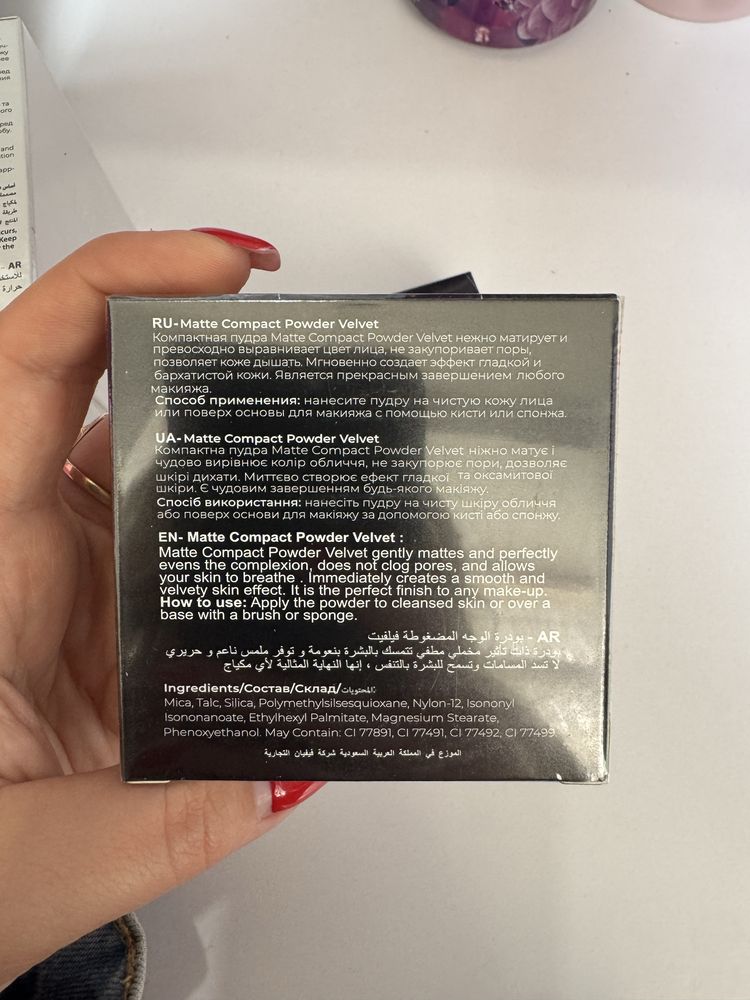 RU-Matte Compact Powder Velvet
Компактная пудра Matte Compact Powder Velvet нежно матирует и
превосходно выравнивает цвет лица, не закупоривает поры,
позволяет коже дышать. Мгновенно создает эффект гладкой и
бархатистой кожи. Является прекрасным завершением любого
макияжа.
Способ применения: нанесите пудру на чистую кожу лица
или поверх основы для макияжа с помощью кисти или спонжа.
UA-Matte Compact Powder Velvet
Компактна пудра Matte Compact Powder Velvet ніжно матує і
чудово вирівнює колір обличчя, не закупорює пори, дозволяє
шкірі дихати. Миттєво створює ефект гладкої та оксамитової
шкіри. Є чудовим завершенням будь-якого макіяжу.
Спосіб використання: нанесіть пудру на чисту шкіру обличчя
або поверх основи для макіяжу за допомогою кисті або спонжу.
EN- Matte Compact Powder Velvet :
Matte Compact Powder Velvet gently mattes and perfectly
evens the complexion, does not clog pores, and allows
your skin to breathe . Immediately creates a smooth and
velvety skin effect. It is the perfect finish to any make-up.
How to use: Apply the powder to cleansed skin or over a
base with a brush or sponge.
AR - بودرة الوجه المضغوطة فيلفيت
بودرة ذات تأثير مخملي مطفي تتمسك بالبشرة بنعومة و توفر ملمس ناعم و حريري
لا تسد المسامات وتسمح للبشرة بالتنفس ، إنها النهاية المثالية لأي مكياج
Ingredients/Состав/Склад/المحتويات:
Mica, Talc, Silica, Polymethylsilsesquioxane, Nylon-12, Isononyl
Isononanoate, Ethylhexyl Palmitate, Magnesium Stearate,
Phenoxyethanol. May Contain: CI 77891, CI 77491, CI 77492, CI 77499
الموزع في المملكة العربية السعودية شركة فيفيان التجارية
and
tion
app-
curs,
Keep
the
AR
حرارة